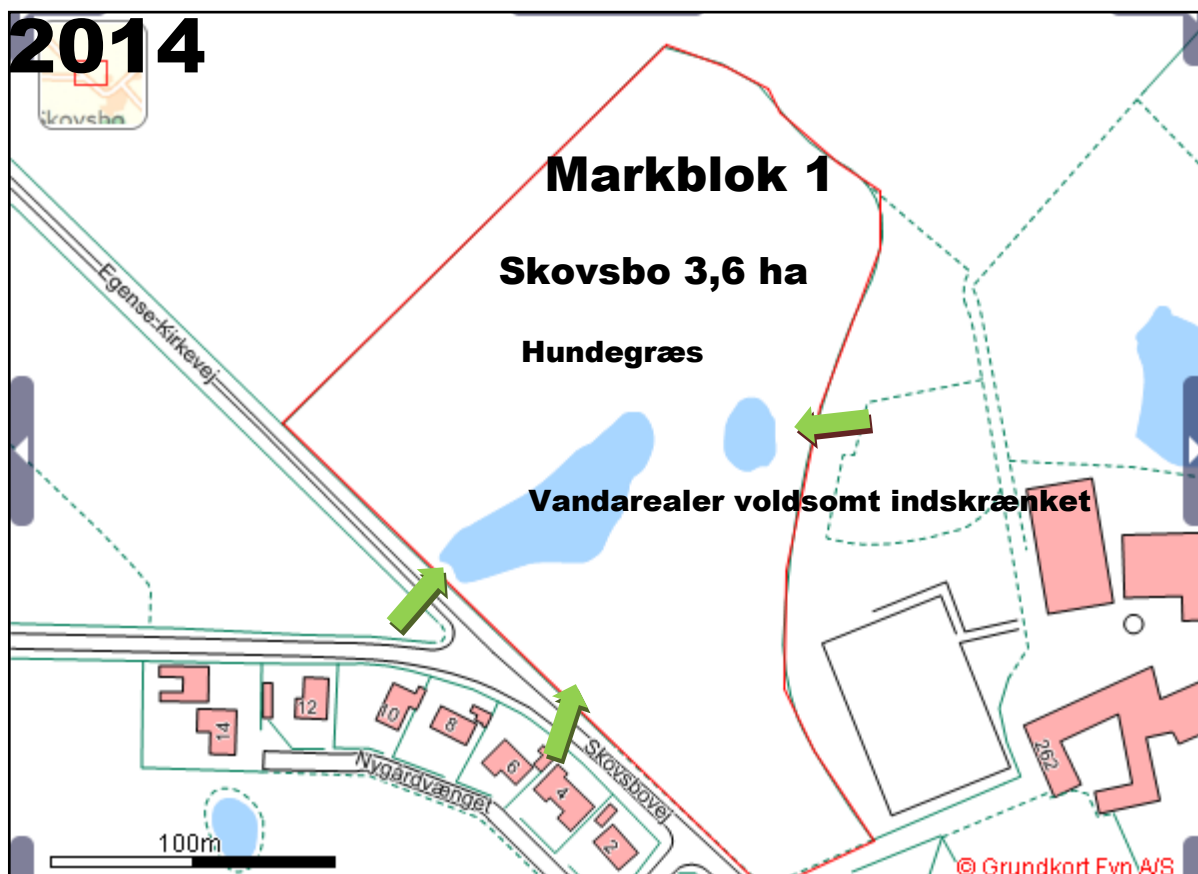 2014
Skovsbo
Markblok 1
Skovsbo 3,6 ha
Hundegræs
Vandarealer voldsomt indskrænket
Egense-Kirkevej
14
12
10
8
6
4
2
Skovsbovej
Nygårdvænget
262
100m
© Grundkort Fyn A/S